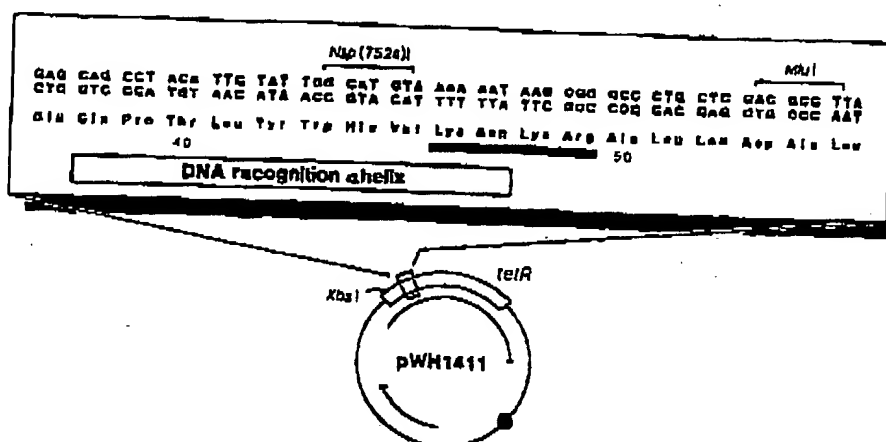 Nsp(7524)I MluI
GAG CAG CCT ACA TTG TAT TGG CAT GTA AAA AAT AAG CGG GCC CTG CTC GAC GCG TTA
CTC GTC GGA TGT AAC ATA ACC GTA CAT TTT TTA TTC GCC CGG GAC GAG CTG CGC AAT
Glu Gln Pro Thr Leu Tyr Trp His Val Lys Asn Lys Arg Ala Leu Leu Asp Ala Leu
40 50
DNA recognition αhelix
tetR
XbaI
pWH1411